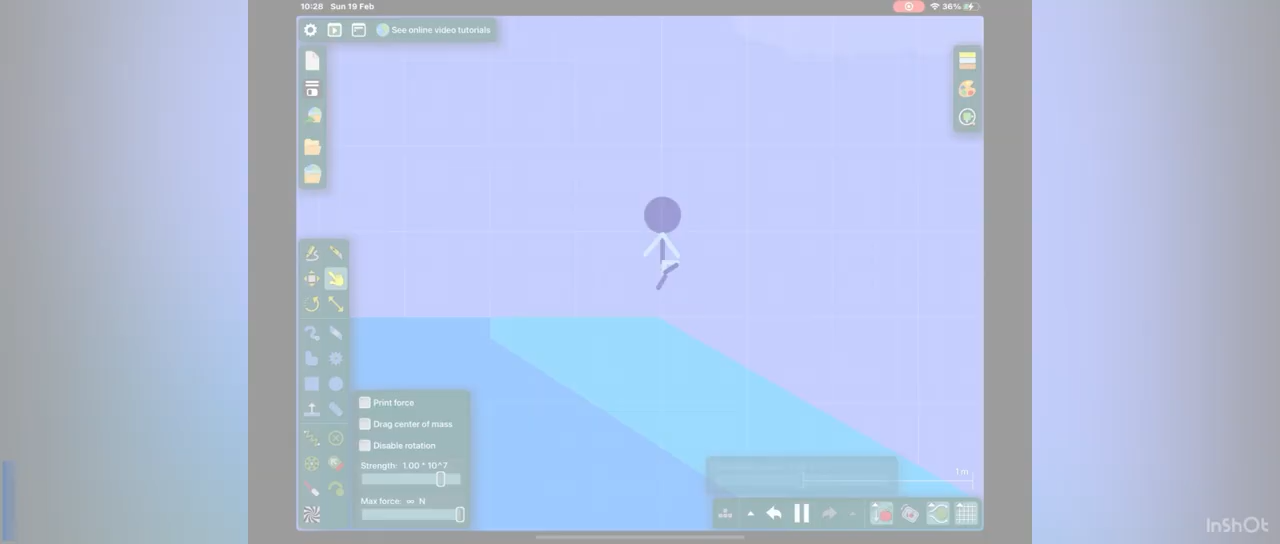 10:28 Sun 19 Feb
36%
See online video tutorials
Print force
Drag center of mass
Disable rotation
Strength: 1.00 * 10^7
Max force: ∞ N
1 m
InShOt